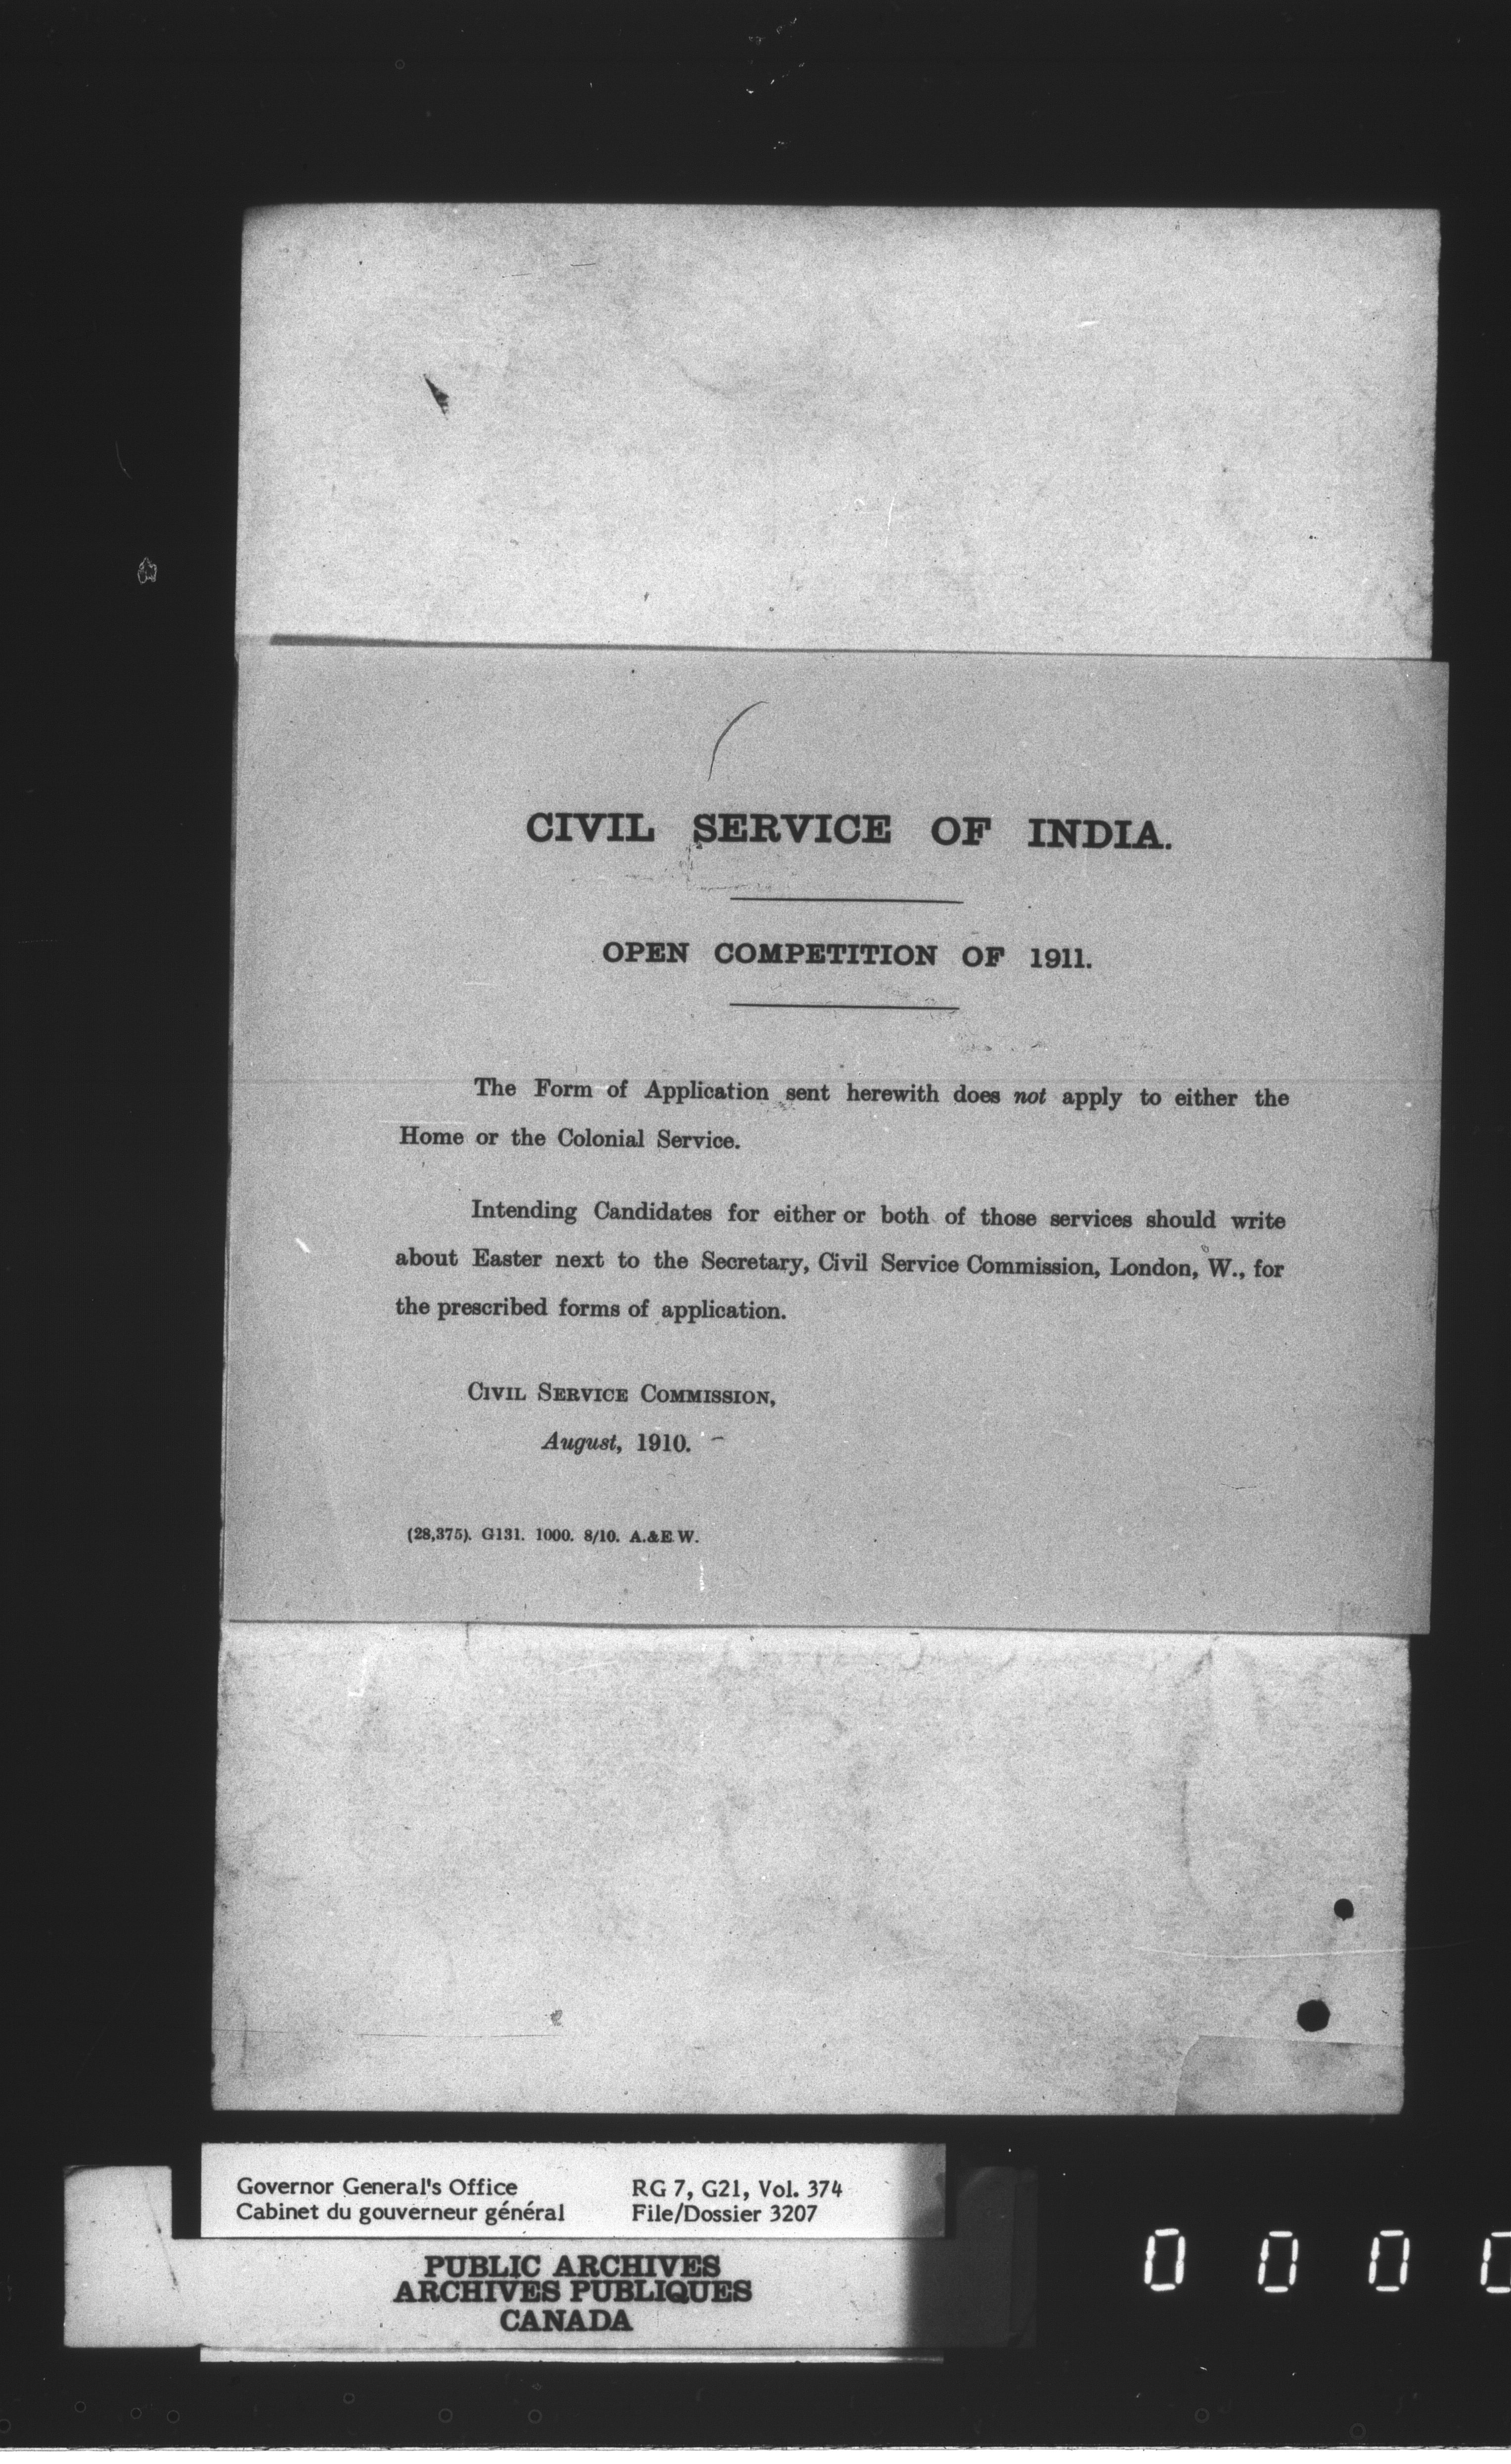 CIVIL SERVICE OF INDIA.
OPEN COMPETITION OF 1911.
The Form of Application sent herewith does not apply to either the
Home or the Colonial Service.
Intending Candidates for either or both of those services should write
about Easter next to the Secretary, Civil Service Commission, London, W., for
the prescribed forms of application.
CIVIL SERVICE COMMISSION,
August, 1910.
(28,375). G131. 1000. 8/10. A.&E.W.
Governor General's Office RG 7, G21, Vol. 374
Cabinet du gouverneur général File/Dossier 3207
PUBLIC ARCHIVES
ARCHIVES PUBLIQUES
CANADA
0 0 0